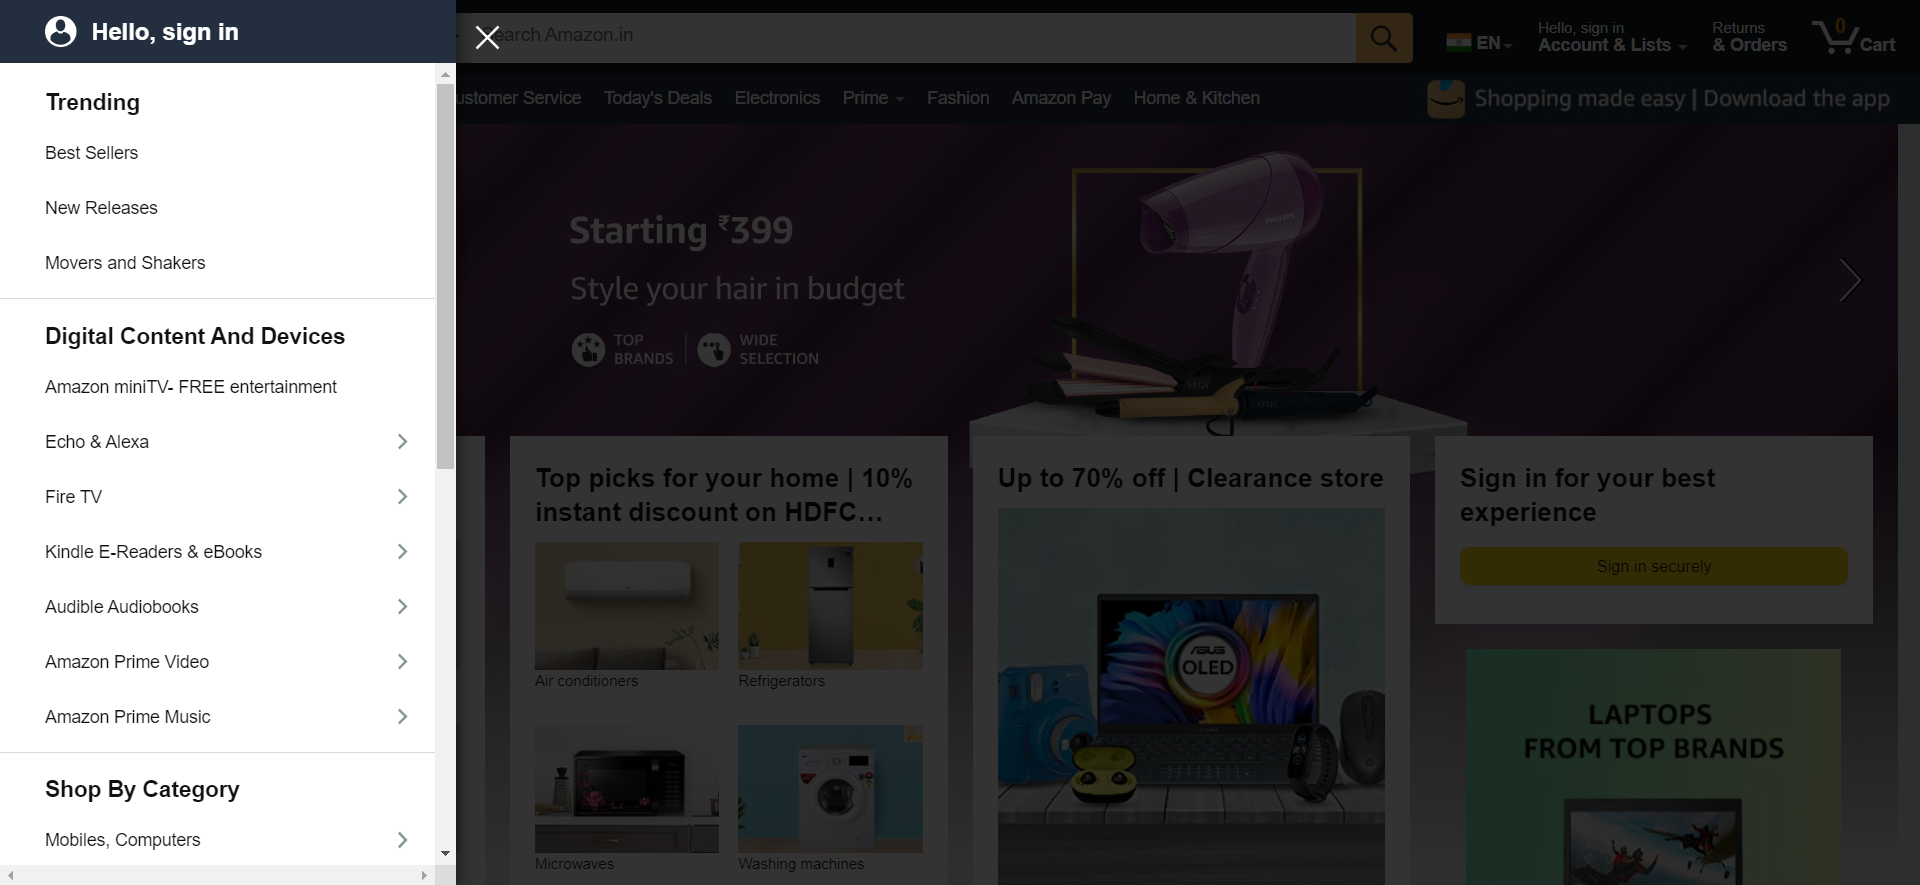 Hello, sign in
Search Amazon.in
EN
Hello, sign in
Account & Lists
Returns
& Orders
0
Cart
Customer Service
Today's Deals
Electronics
Prime
Fashion
Amazon Pay
Home & Kitchen
Shopping made easy | Download the app
Trending
Best Sellers
New Releases
Movers and Shakers
Digital Content And Devices
Amazon miniTV- FREE entertainment
Echo & Alexa
Fire TV
Kindle E-Readers & eBooks
Audible Audiobooks
Amazon Prime Video
Amazon Prime Music
Shop By Category
Mobiles, Computers
Starting ₹399
Style your hair in budget
TOP
BRANDS
WIDE
SELECTION
PHILIPS
VEGA
VEGA
Top picks for your home | 10%
instant discount on HDFC...
Air conditioners
Refrigerators
Microwaves
Washing machines
Up to 70% off | Clearance store
ASUS
OLED
Sign in for your best
experience
Sign in securely
LAPTOPS
FROM TOP BRANDS